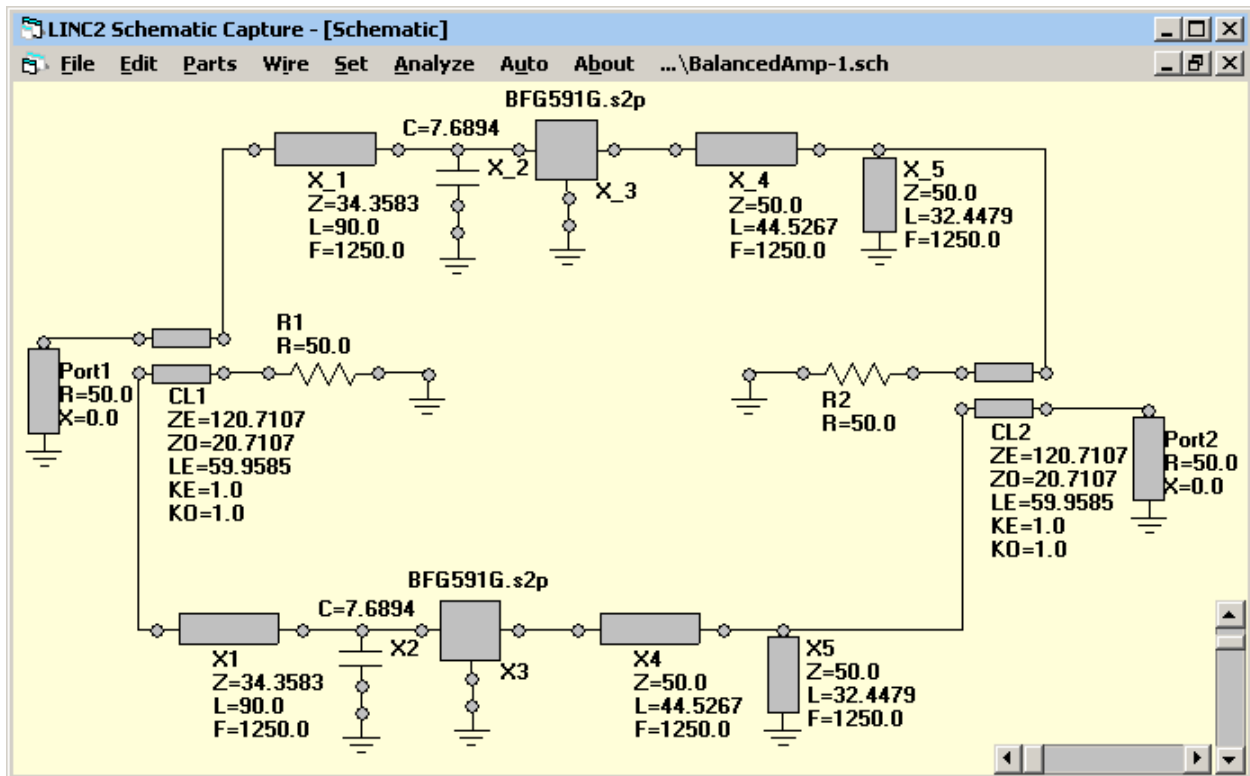 LINC2 Schematic Capture - [Schematic]
File Edit Parts Wire Set Analyze Auto About ...\BalancedAmp-1.sch
BFG591G.s2p
C=7.6894
X_2
X_3
X_1
Z=34.3583
L=90.0
F=1250.0
X_4
Z=50.0
L=44.5267
F=1250.0
X_5
Z=50.0
L=32.4479
F=1250.0
R1
R=50.0
Port1
R=50.0
X=0.0
CL1
ZE=120.7107
ZO=20.7107
LE=59.9585
KE=1.0
KO=1.0
R2
R=50.0
CL2
ZE=120.7107
ZO=20.7107
LE=59.9585
KE=1.0
KO=1.0
Port2
R=50.0
X=0.0
BFG591G.s2p
C=7.6894
X2
X3
X1
Z=34.3583
L=90.0
F=1250.0
X4
Z=50.0
L=44.5267
F=1250.0
X5
Z=50.0
L=32.4479
F=1250.0